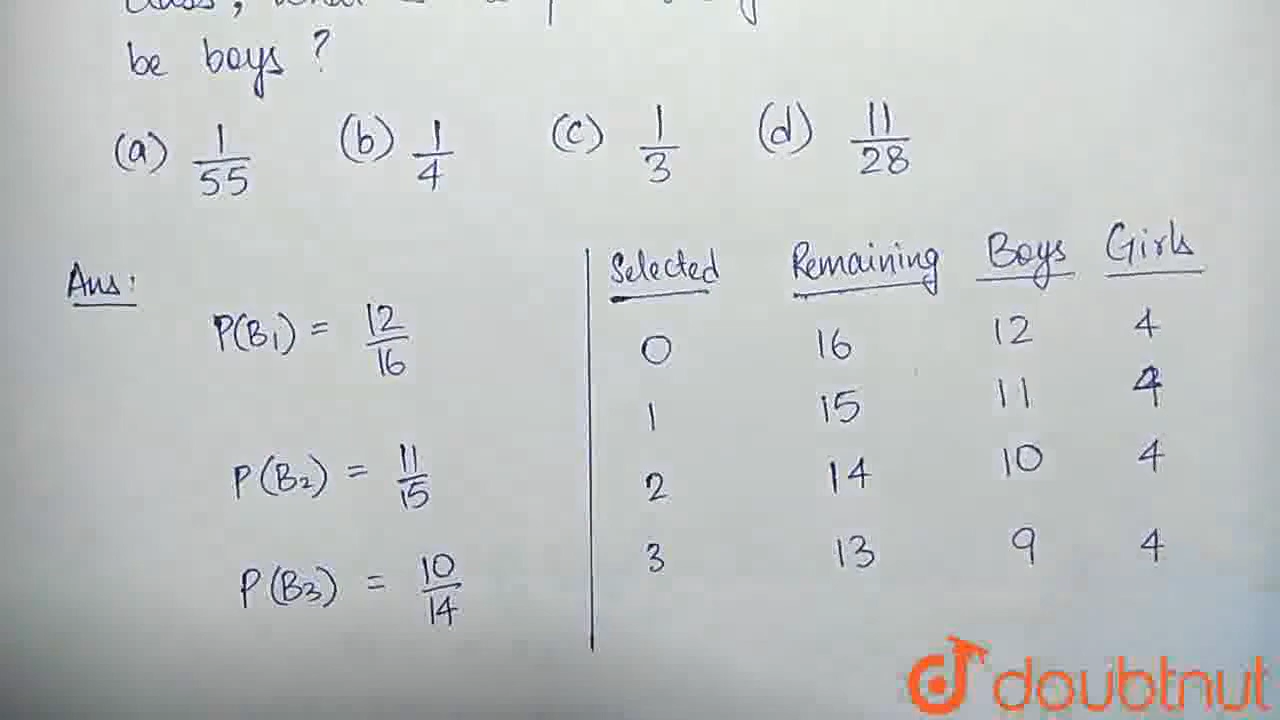 be boys ?
(a) 1/55 (b) 1/4 (c) 1/3 (d) 11/28
Ans:
P(B1) = 12/16
P(B2) = 11/15
P(B3) = 10/14
Selected Remaining Boys Girls
0 16 12 4
1 15 11 4
2 14 10 4
3 13 9 4
doubtnut